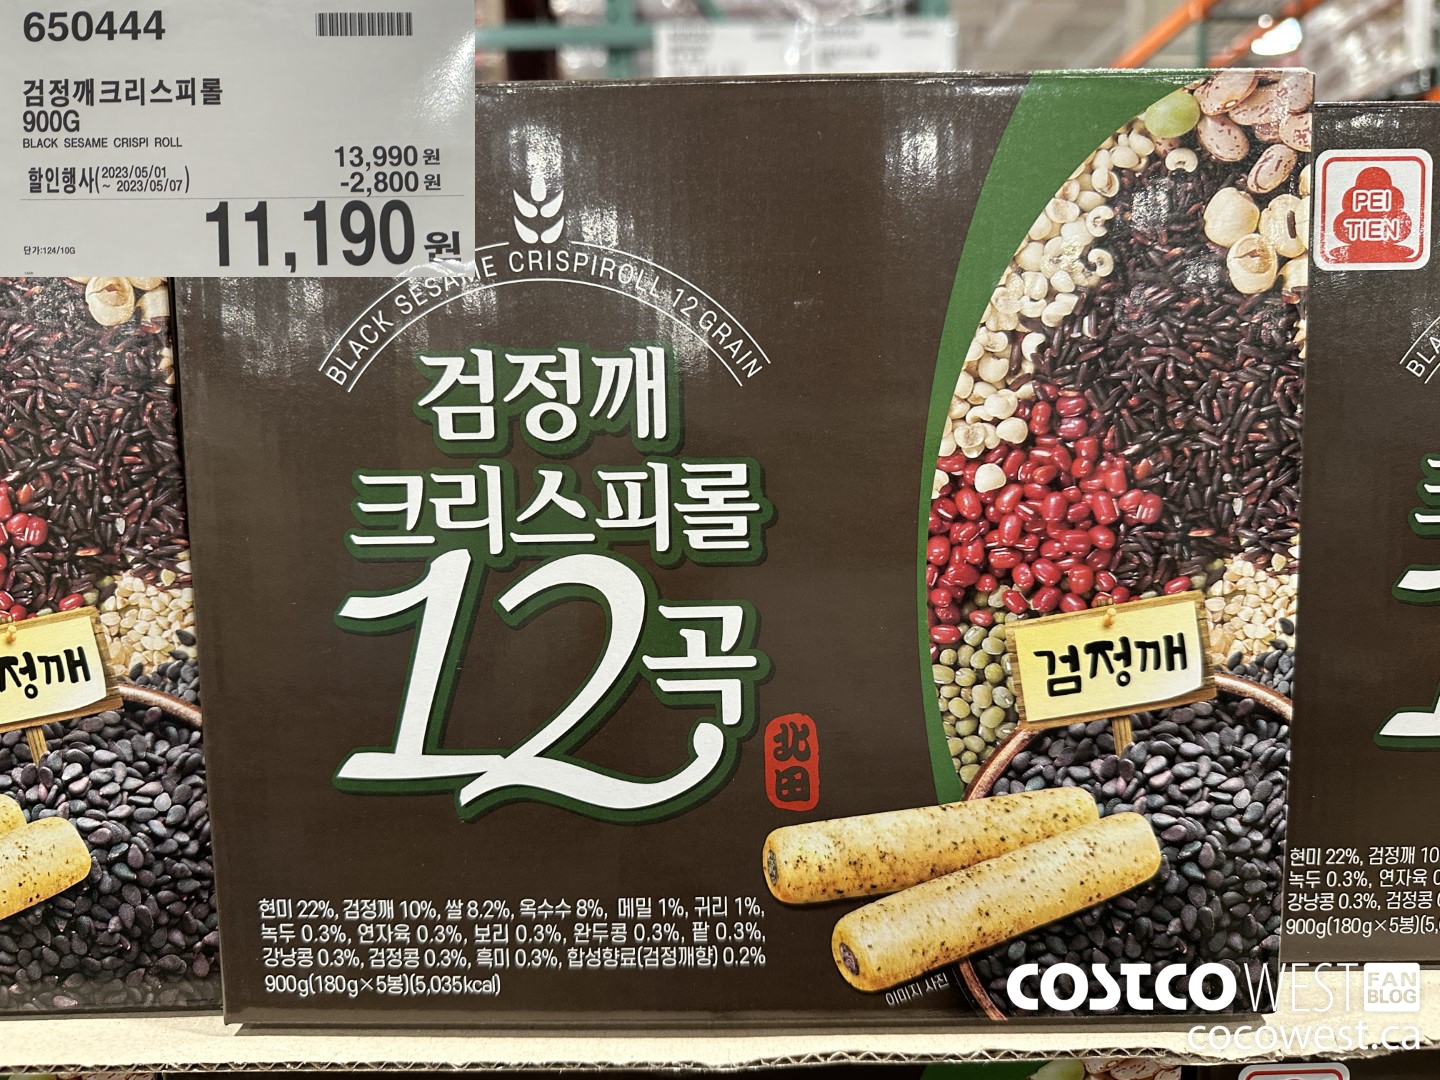 650444
검정깨크리스피롤
900G
BLACK SESAME CRISPI ROLL
13,990 원
할인행사( 2023/05/01 ~ 2023/05/07 )
-2,800 원
11,190 원
단가:124/10G
BLACK SESAME CRISPIROLL 12 GRAIN
검정깨
크리스피롤
12곡
北田
검정깨
정깨
PEI
TIEN
현미 22%, 검정깨 10%, 쌀 8.2%, 옥수수 8%, 메밀 1%, 귀리 1%,
녹두 0.3%, 연자육 0.3%, 보리 0.3%, 완두콩 0.3%, 팥 0.3%,
강낭콩 0.3%, 검정콩 0.3%, 흑미 0.3%, 합성향료(검정깨향) 0.2%
900g(180g×5봉)(5,035kcal)
이미지 사진
현미 22%, 검정깨 10
녹두 0.3%, 연자육 0
강낭콩 0.3%, 검정콩
900g(180g×5봉)(5,0
COSTCO WEST FAN BLOG
cocowest.ca